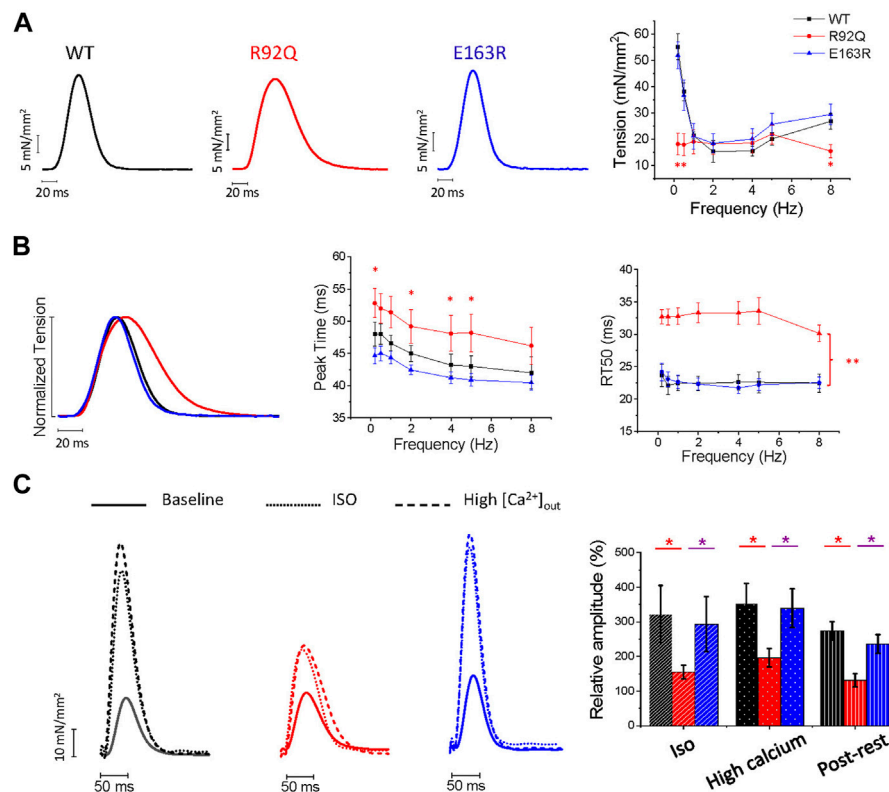 A
WT
R92Q
E163R
5 mN/mm²
5 mN/mm²
5 mN/mm²
20 ms
20 ms
20 ms
WT
R92Q
E163R
Tension (mN/mm²)
60
50
40
30
20
10
**
*
0 2 4 6 8
Frequency (Hz)
B
Normalized Tension
20 ms
Peak Time (ms)
60
55
50
45
40
35
* * * *
0 2 4 6 8
Frequency (Hz)
RT50 (ms)
40
35
30
25
20
15
**
0 2 4 6 8
Frequency (Hz)
C
Baseline
ISO
High [Ca²⁺]out
10 mN/mm²
50 ms
50 ms
50 ms
Relative amplitude (%)
500
400
300
200
100
0
* * * * * *
Iso
High calcium
Post-rest